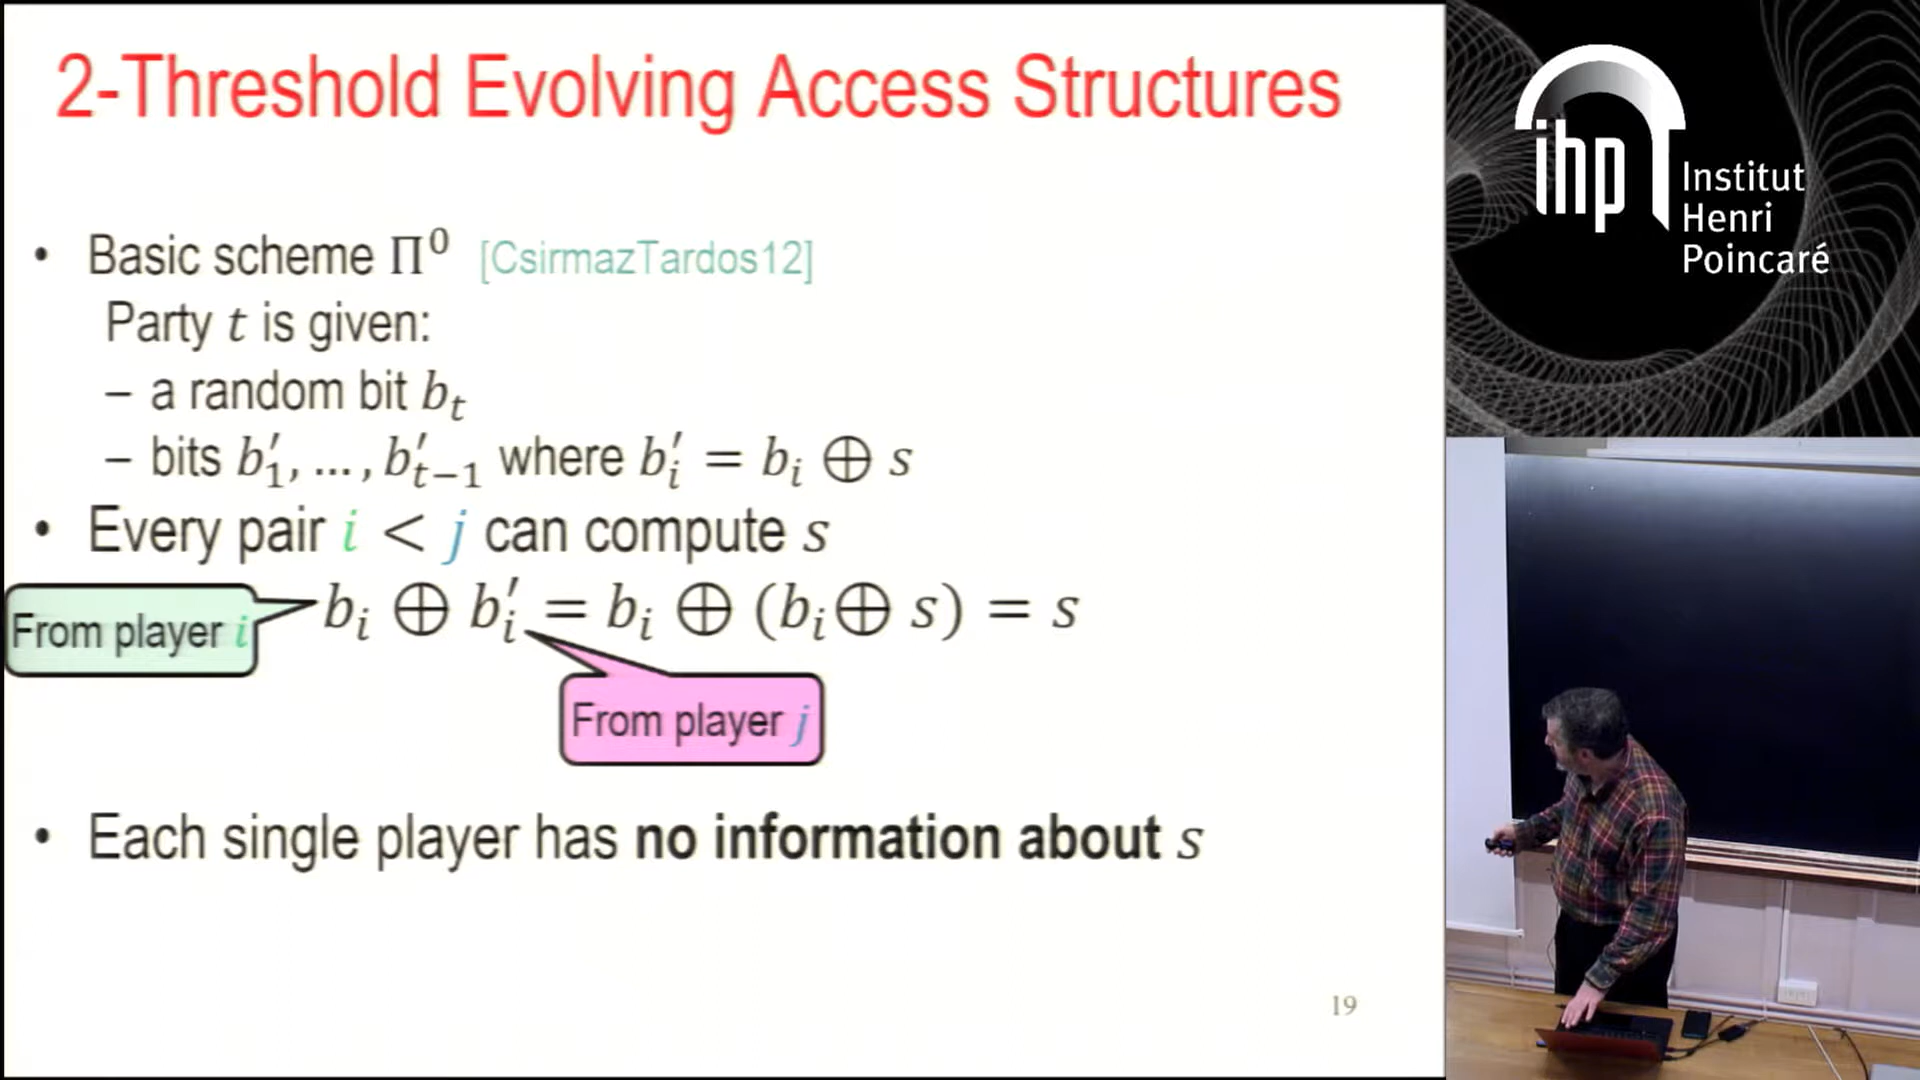 2-Threshold Evolving Access Structures
• Basic scheme Π⁰ [CsirmazTardos12]
Party t is given:
– a random bit bₜ
– bits b′₁, … , b′ₜ₋₁ where b′ᵢ = bᵢ ⊕ s
• Every pair i < j can compute s
From player i
bᵢ ⊕ b′ᵢ = bᵢ ⊕ (bᵢ⊕ s) = s
From player j
• Each single player has no information about s
19
ihp
Institut
Henri
Poincaré